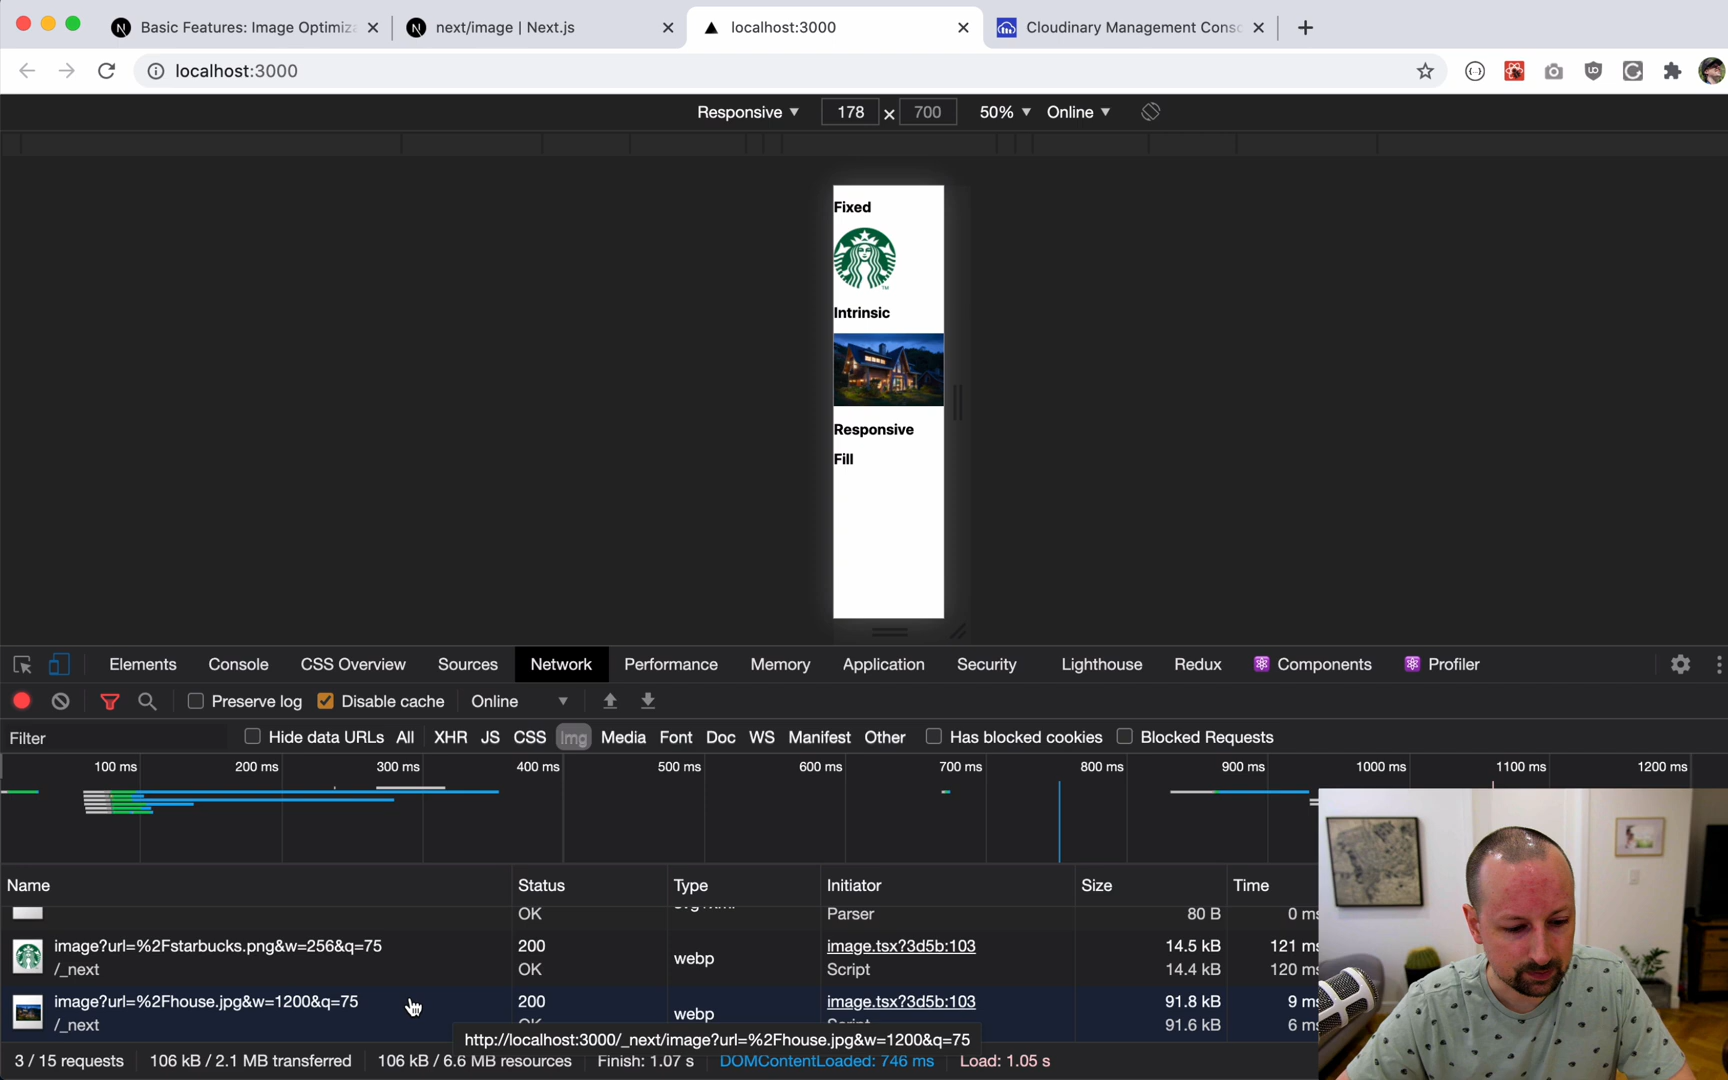 Basic Features: Image Optimiza
next/image | Next.js
localhost:3000
Cloudinary Management Conso
localhost:3000
Responsive ▼ 178 × 700 50% ▼ Online ▼
Fixed
Intrinsic
Responsive
Fill
Elements Console CSS Overview Sources Network Performance Memory Application Security Lighthouse Redux Components Profiler
Preserve log Disable cache Online ▼
Filter Hide data URLs All XHR JS CSS Img Media Font Doc WS Manifest Other Has blocked cookies Blocked Requests
100 ms 200 ms 300 ms 400 ms 500 ms 600 ms 700 ms 800 ms 900 ms 1000 ms 1100 ms 1200 ms
Name Status Type Initiator Size Time
OK Parser 80 B 0 ms
image?url=%2Fstarbucks.png&w=256&q=75 200 webp image.tsx?3d5b:103 14.5 kB 121 ms
/_next OK Script 14.4 kB 120 ms
image?url=%2Fhouse.jpg&w=1200&q=75 200 webp image.tsx?3d5b:103 91.8 kB 9 ms
/_next 91.6 kB 6 ms
http://localhost:3000/_next/image?url=%2Fhouse.jpg&w=1200&q=75
3 / 15 requests 106 kB / 2.1 MB transferred 106 kB / 6.6 MB resources Finish: 1.07 s DOMContentLoaded: 746 ms Load: 1.05 s